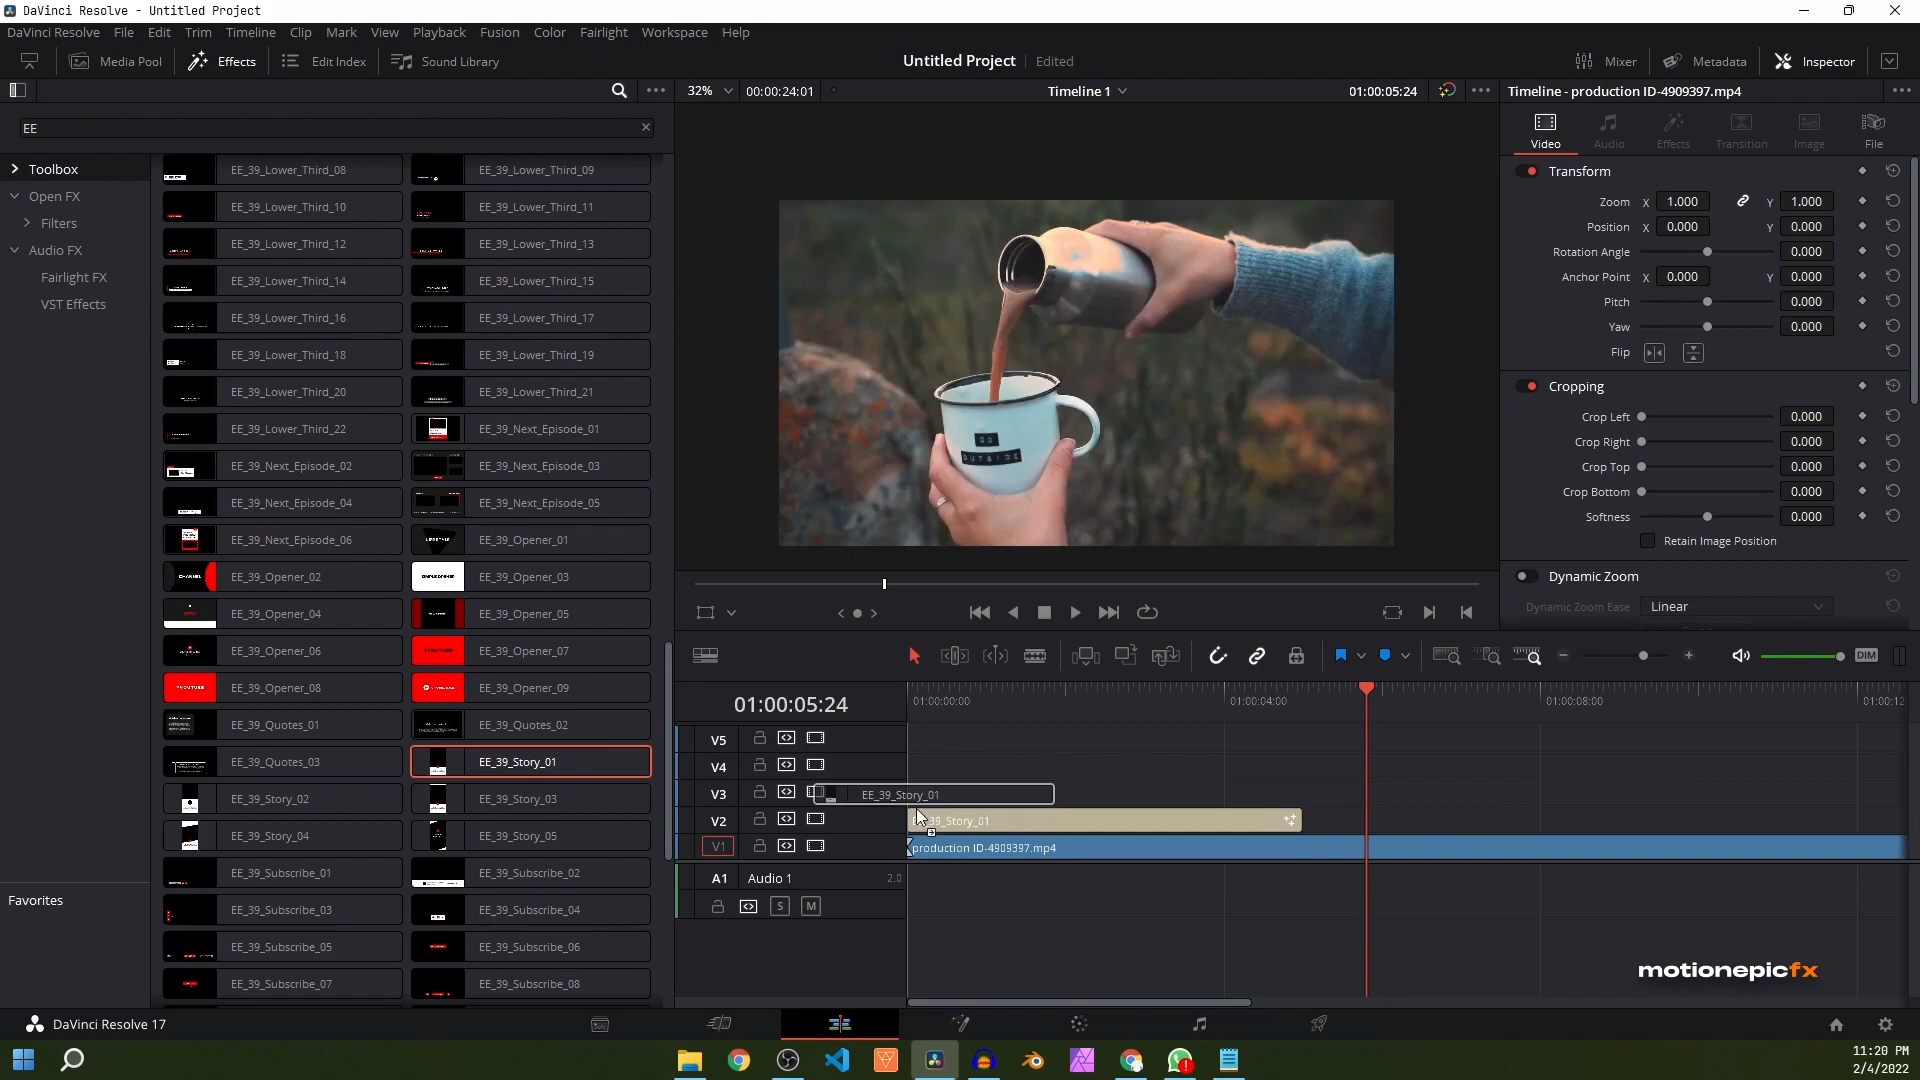 DaVinci Resolve - Untitled Project
DaVinci Resolve File Edit Trim Timeline Clip Mark View Playback Fusion Color Fairlight Workspace Help
Media Pool Effects Edit Index Sound Library Untitled Project Edited Mixer Metadata Inspector
32% 00:00:24:01 Timeline 1 01:00:05:24 Timeline - production ID-4909397.mp4
EE
Video Audio Effects Transition Image File
Toolbox
Open FX
Filters
Audio FX
Fairlight FX
VST Effects
Favorites
EE_39_Lower_Third_08 EE_39_Lower_Third_09
EE_39_Lower_Third_10 EE_39_Lower_Third_11
EE_39_Lower_Third_12 EE_39_Lower_Third_13
EE_39_Lower_Third_14 EE_39_Lower_Third_15
EE_39_Lower_Third_16 EE_39_Lower_Third_17
EE_39_Lower_Third_18 EE_39_Lower_Third_19
EE_39_Lower_Third_20 EE_39_Lower_Third_21
EE_39_Lower_Third_22 EE_39_Next_Episode_01
EE_39_Next_Episode_02 EE_39_Next_Episode_03
EE_39_Next_Episode_04 EE_39_Next_Episode_05
EE_39_Next_Episode_06 EE_39_Opener_01
EE_39_Opener_02 EE_39_Opener_03
EE_39_Opener_04 EE_39_Opener_05
EE_39_Opener_06 EE_39_Opener_07
EE_39_Opener_08 EE_39_Opener_09
EE_39_Quotes_01 EE_39_Quotes_02
EE_39_Quotes_03 EE_39_Story_01
EE_39_Story_02 EE_39_Story_03
EE_39_Story_04 EE_39_Story_05
EE_39_Subscribe_01 EE_39_Subscribe_02
EE_39_Subscribe_03 EE_39_Subscribe_04
EE_39_Subscribe_05 EE_39_Subscribe_06
EE_39_Subscribe_07 EE_39_Subscribe_08
GO
OUTSIDE
Transform
Zoom X 1.000 Y 1.000
Position X 0.000 Y 0.000
Rotation Angle 0.000
Anchor Point X 0.000 Y 0.000
Pitch 0.000
Yaw 0.000
Flip
Cropping
Crop Left 0.000
Crop Right 0.000
Crop Top 0.000
Crop Bottom 0.000
Softness 0.000
Retain Image Position
Dynamic Zoom
Dynamic Zoom Ease Linear
DIM
01:00:05:24 01:00:00:00 01:00:04:00 01:00:08:00 01:00:12
V5
V4
V3 EE_39_Story_01
V2 39_Story_01
V1 production ID-4909397.mp4
A1 Audio 1 2.0
S M
motionepicfx
DaVinci Resolve 17
11:20 PM
2/4/2022